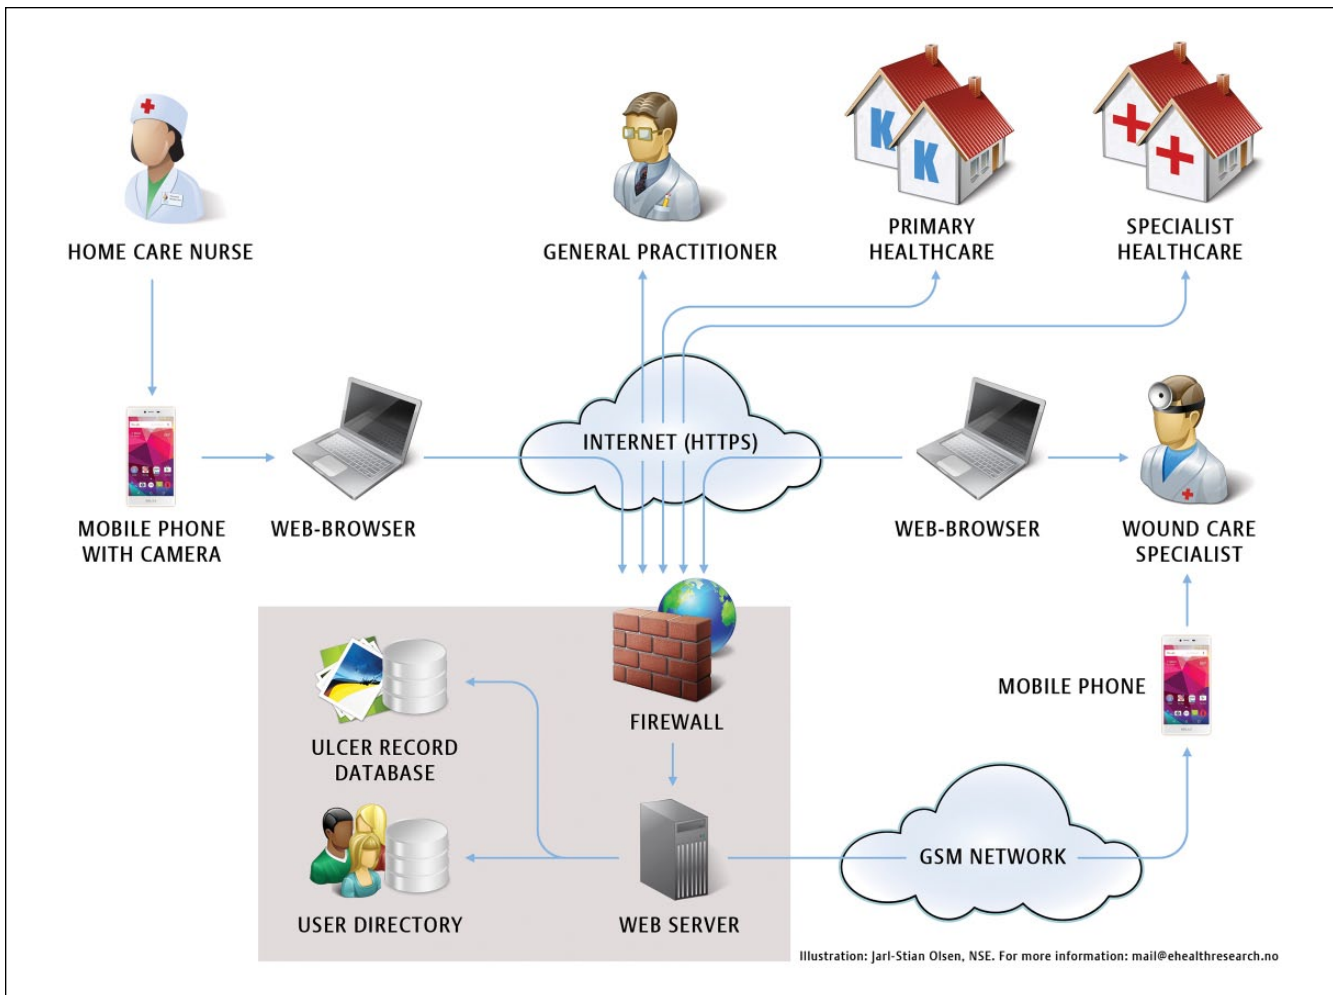 K
K
HOME CARE NURSE
GENERAL PRACTITIONER
PRIMARY
HEALTHCARE
SPECIALIST
HEALTHCARE
INTERNET (HTTPS)
MOBILE PHONE
WITH CAMERA
WEB-BROWSER
WEB-BROWSER
WOUND CARE
SPECIALIST
MOBILE PHONE
FIREWALL
ULCER RECORD
DATABASE
GSM NETWORK
USER DIRECTORY
WEB SERVER
Illustration: Jarl-Stian Olsen, NSE. For more information: mail@ehealthresearch.no